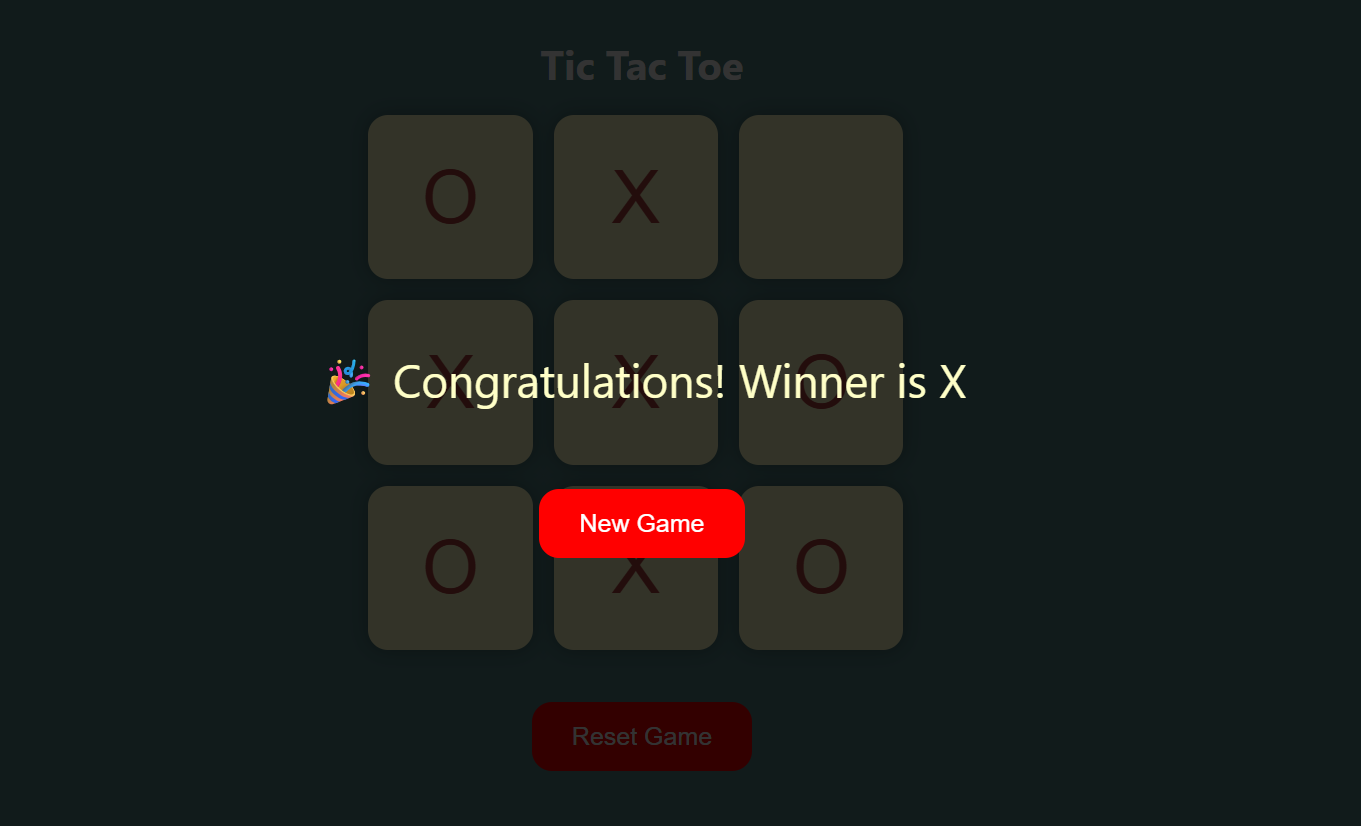 Tic Tac Toe
O X
X X O
🎉 Congratulations! Winner is X
New Game
O X O
Reset Game